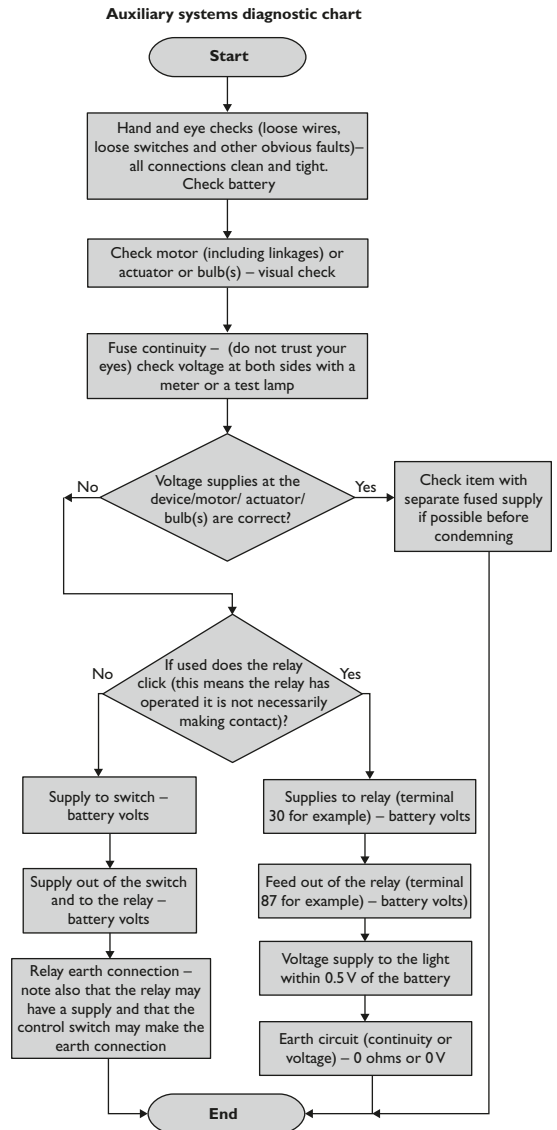 Auxiliary systems diagnostic chart
Start
Hand and eye checks (loose wires,
loose switches and other obvious faults)–
all connections clean and tight.
Check battery
Check motor (including linkages) or
actuator or bulb(s) – visual check
Fuse continuity – (do not trust your
eyes) check voltage at both sides with a
meter or a test lamp
No
Voltage supplies at the
device/motor/ actuator/
bulb(s) are correct?
Yes
Check item with
separate fused supply
if possible before
condemning
No
If used does the relay
click (this means the relay has
operated it is not necessarily
making contact)?
Yes
Supply to switch –
battery volts
Supply out of the switch
and to the relay –
battery volts
Relay earth connection –
note also that the relay may
have a supply and that the
control switch may make the
earth connection
Supplies to relay (terminal
30 for example) – battery volts
Feed out of the relay (terminal
87 for example) – battery volts)
Voltage supply to the light
within 0.5 V of the battery
Earth circuit (continuity or
voltage) – 0 ohms or 0 V
End